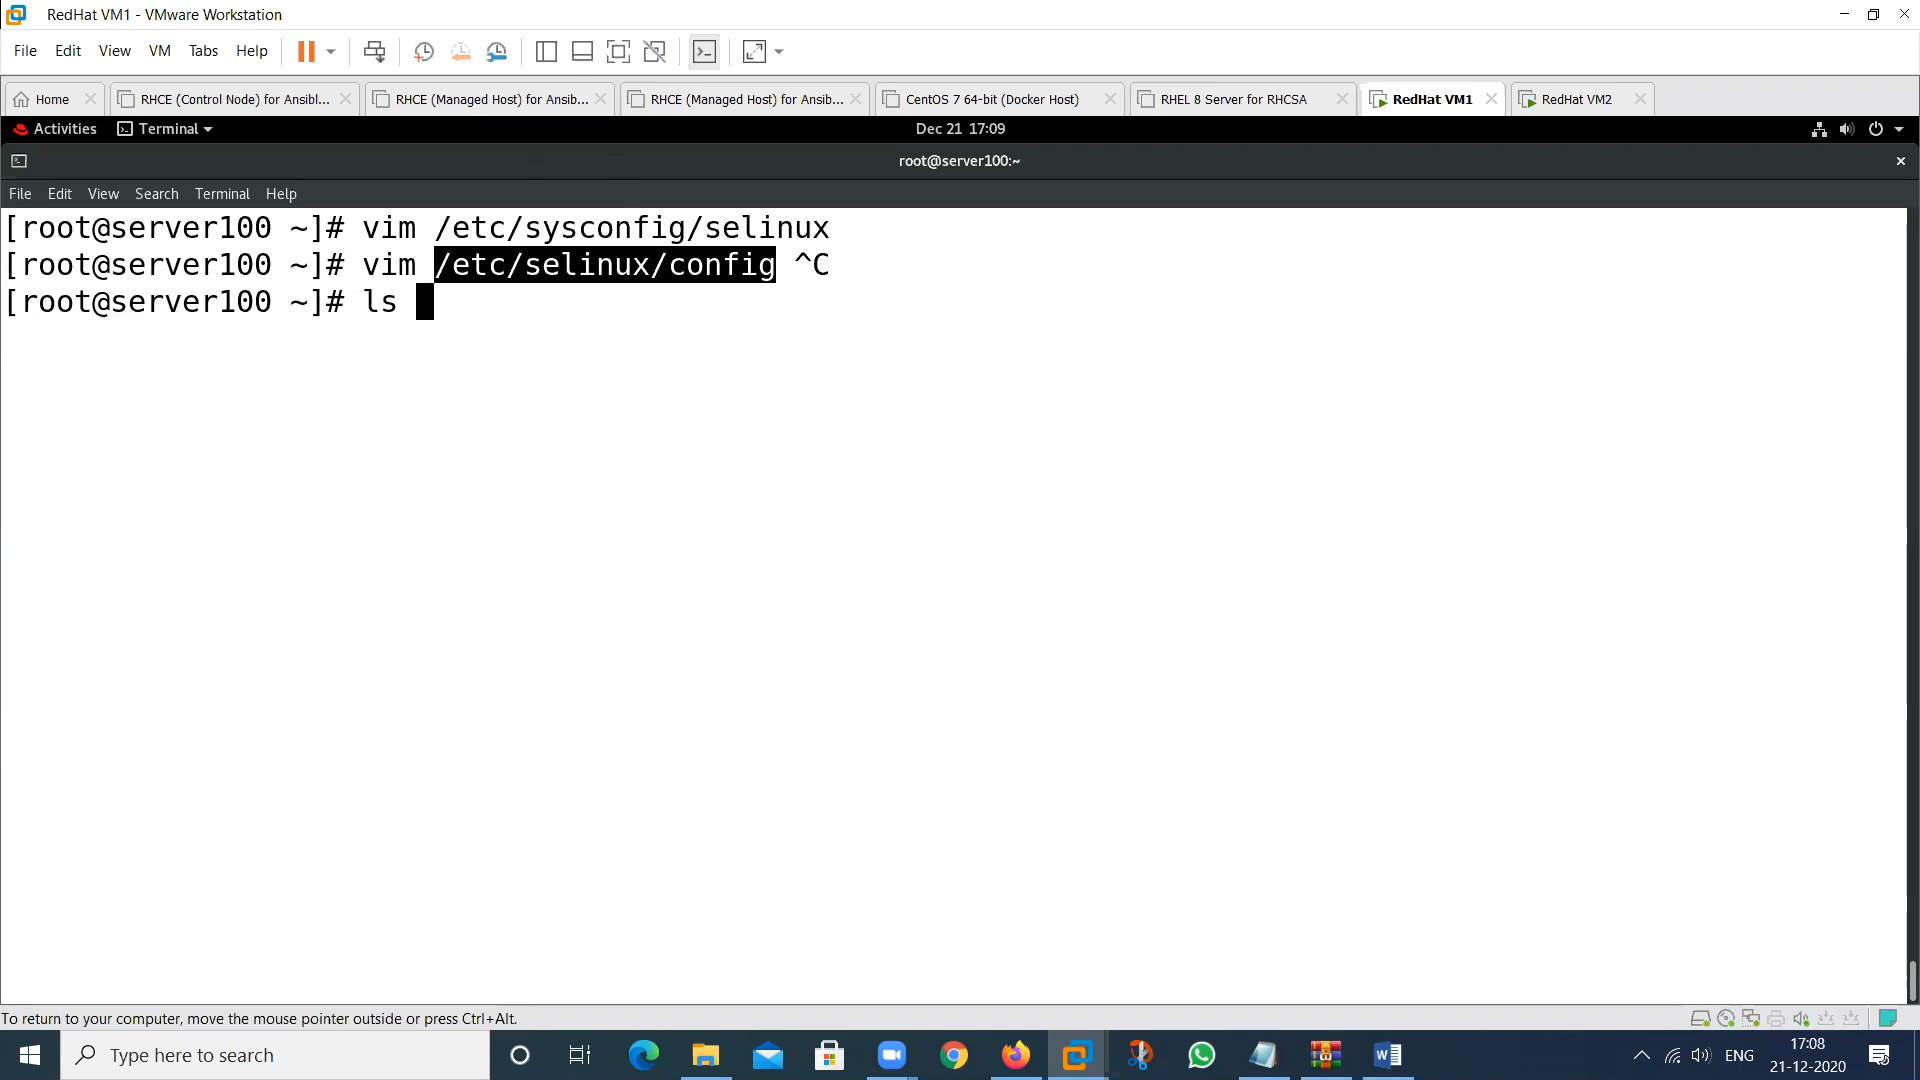 RedHat VM1 - VMware Workstation
File Edit View VM Tabs Help
Home RHCE (Control Node) for Ansibl... RHCE (Managed Host) for Ansib... RHCE (Managed Host) for Ansib... CentOS 7 64-bit (Docker Host) RHEL 8 Server for RHCSA RedHat VM1 RedHat VM2
Activities Terminal Dec 21 17:09
root@server100:~
File Edit View Search Terminal Help
[root@server100 ~]# vim /etc/sysconfig/selinux
[root@server100 ~]# vim /etc/selinux/config ^C
[root@server100 ~]# ls
To return to your computer, move the mouse pointer outside or press Ctrl+Alt.
Type here to search
ENG
17:08
21-12-2020